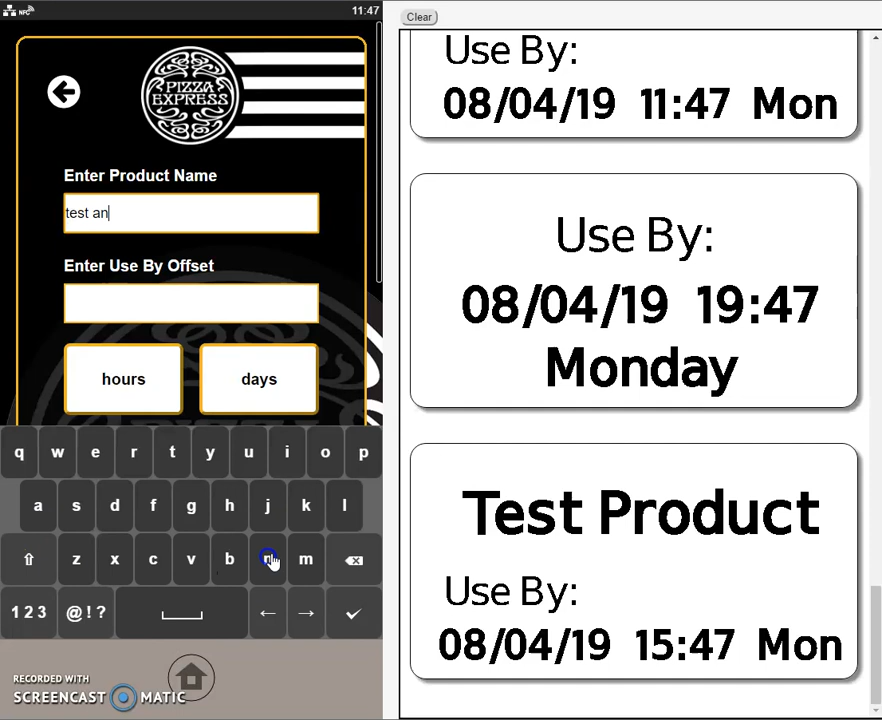 NFC
11:47
PIZZA
EXPRESS
Enter Product Name
test an
Enter Use By Offset
hours
days
q w e r t y u i o p
a s d f g h j k l
⇧ z x c v b n m
1 2 3 @ ! ? ← → ✓
RECORDED WITH
SCREENCAST MATIC
Clear
Use By:
08/04/19 11:47 Mon
Use By:
08/04/19 19:47
Monday
Test Product
Use By:
08/04/19 15:47 Mon